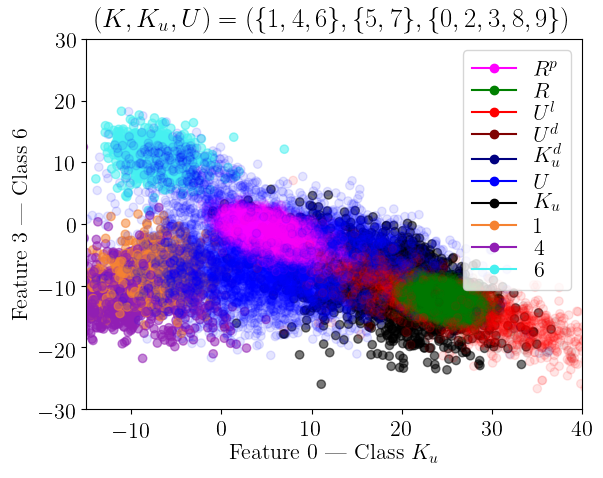 (K, K_u, U) = ({1, 4, 6}, {5, 7}, {0, 2, 3, 8, 9})
30
20
10
0
−10
−20
−30
Feature 3 — Class 6
R^p
R
U^l
U^d
K_u^d
U
K_u
1
4
6
−10
0
10
20
30
40
Feature 0 — Class K_u